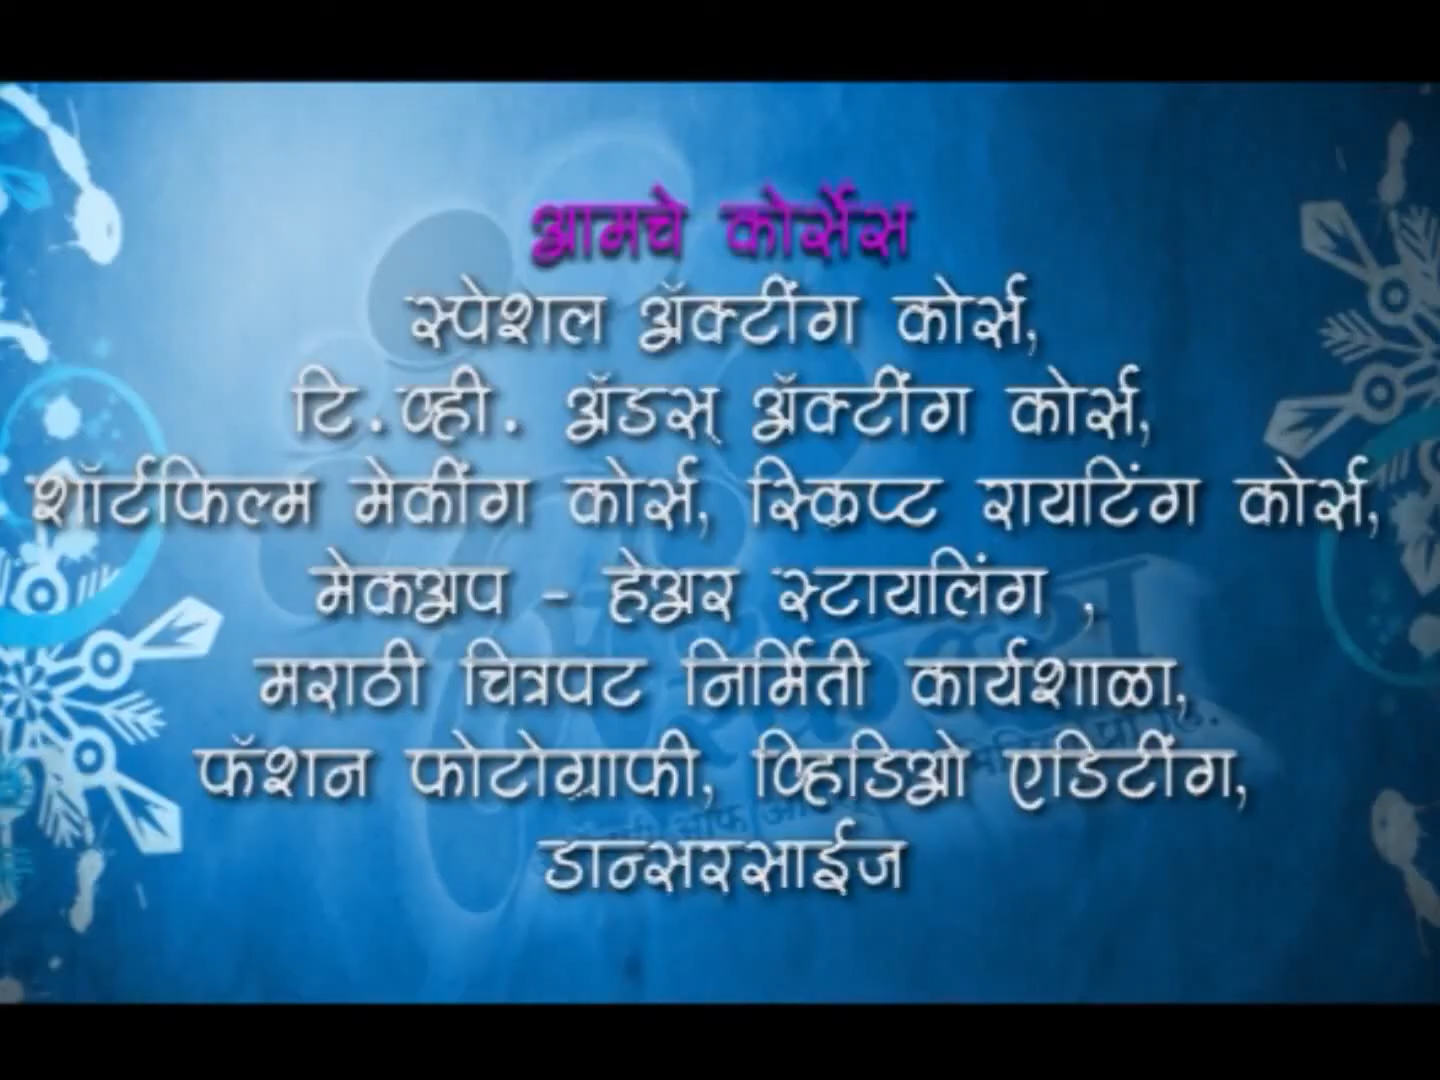 आमचे कोर्सेस
स्पेशल ॲक्टींग कोर्स,
टि.व्ही. ॲडस् ॲक्टींग कोर्स,
शॉर्टफिल्म मेकींग कोर्स, स्क्रिप्ट रायटिंग कोर्स,
मेकअप - हेअर स्टायलिंग ,
मराठी चित्रपट निर्मिती कार्यशाळा,
फॅशन फोटोग्राफी, व्हिडिओ एडिटींग,
डान्सरसाईज